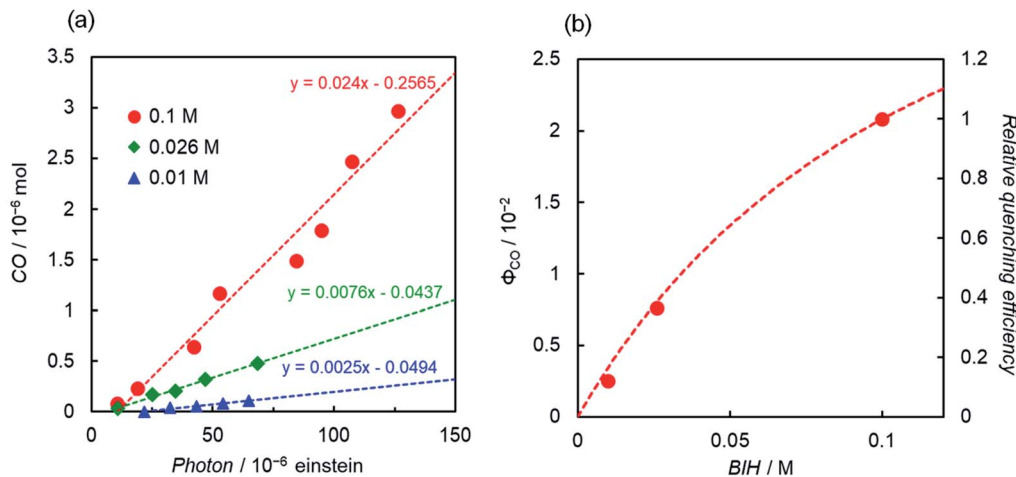 (a)
3.5
3
2.5
2
1.5
1
0.5
0
CO / 10⁻⁶ mol
0.1 M
0.026 M
0.01 M
y = 0.024x - 0.2565
y = 0.0076x - 0.0437
y = 0.0025x - 0.0494
0 50 100 150
Photon / 10⁻⁶ einstein
(b)
2.5
2
1.5
1
0.5
0
Φ_CO / 10⁻²
1.2
1
0.8
0.6
0.4
0.2
0
Relative quenching efficiency
0 0.05 0.1
BIH / M